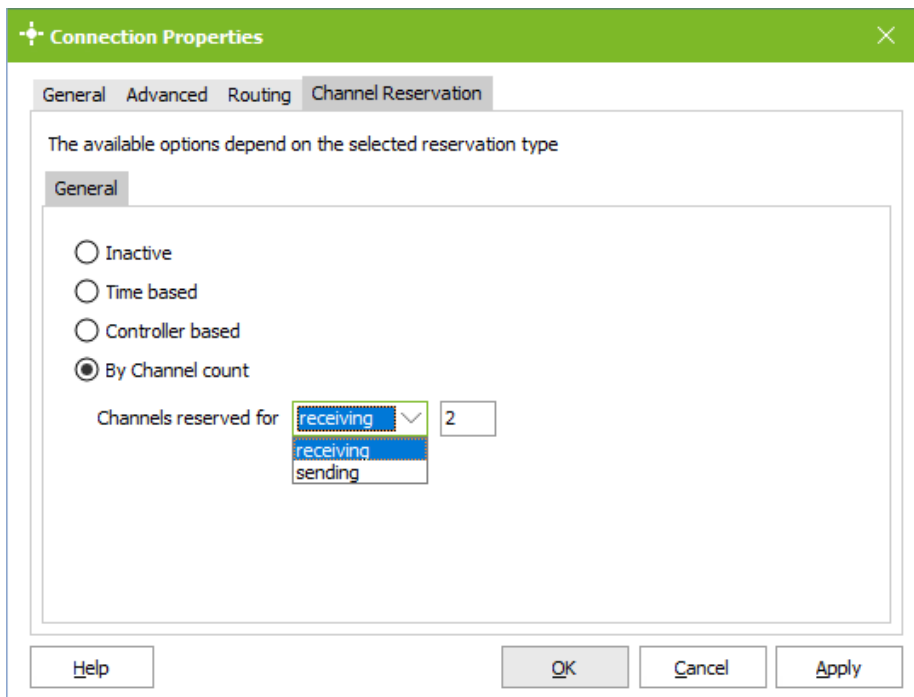 Connection Properties
General Advanced Routing Channel Reservation
The available options depend on the selected reservation type
General
Inactive
Time based
Controller based
By Channel count
Channels reserved for receiving 2
receiving
sending
Help OK Cancel Apply